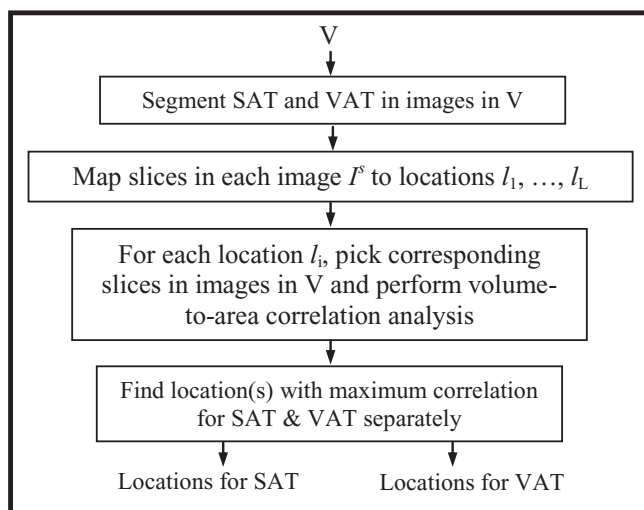 V
Segment SAT and VAT in images in V
Map slices in each image Iˢ to locations l₁, …, l_L
For each location lᵢ, pick corresponding
slices in images in V and perform volume-
to-area correlation analysis
Find location(s) with maximum correlation
for SAT & VAT separately
Locations for SAT
Locations for VAT